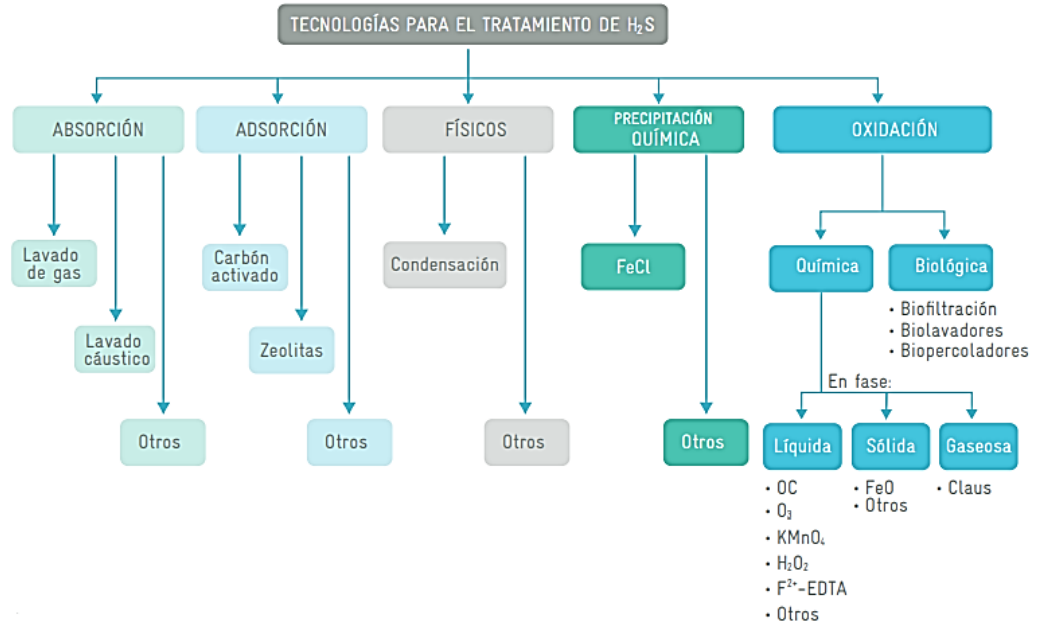 TECNOLOGÍAS PARA EL TRATAMIENTO DE H₂S
ABSORCIÓN
ADSORCIÓN
FÍSICOS
PRECIPITACIÓN
QUÍMICA
OXIDACIÓN
Lavado
de gas
Carbón
activado
Condensación
FeCl
Química
Biológica
• Biofiltración
• Biolavadores
• Biopercoladores
Lavado
cáustico
Zeolitas
En fase:
Otros
Otros
Otros
Otros
Líquida
Sólida
Gaseosa
• OC
• O₃
• KMnO₄
• H₂O₂
• F²⁺-EDTA
• Otros
• FeO
• Otros
• Claus